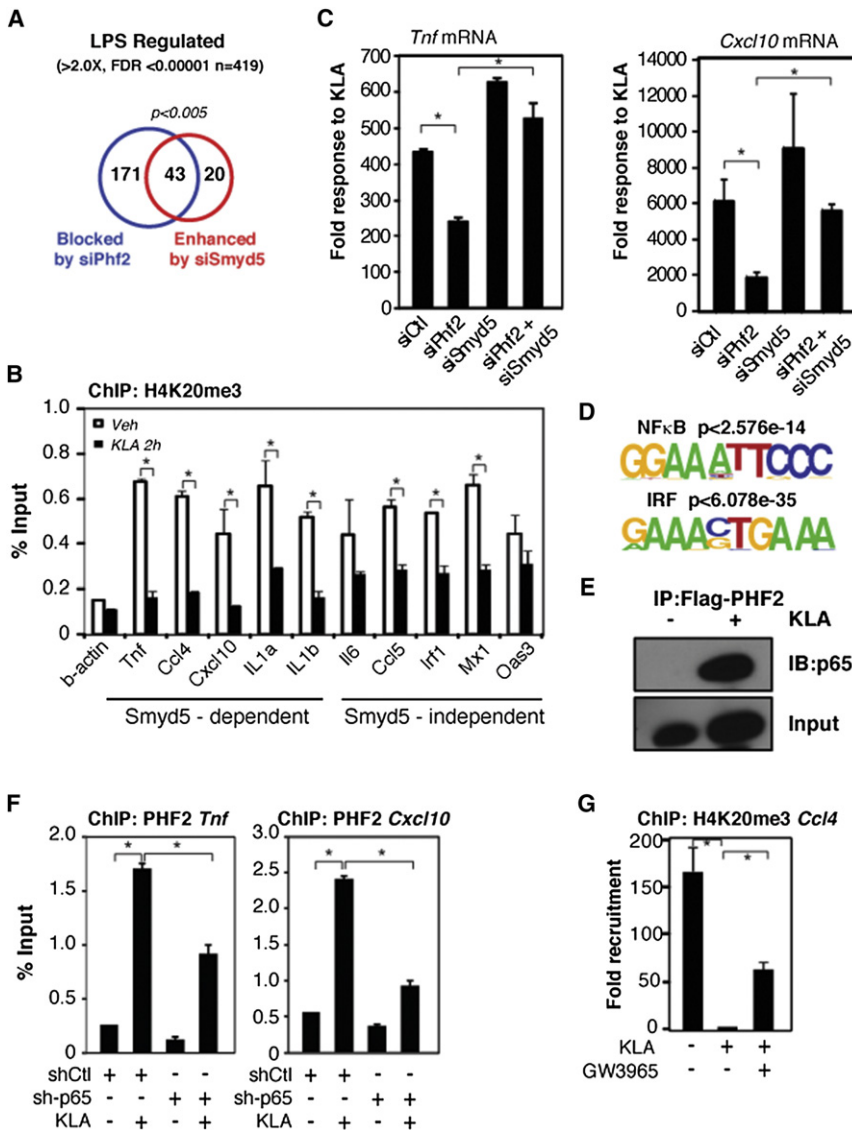 A
LPS Regulated
(>2.0X, FDR <0.00001 n=419)
p<0.005
171 43 20
Blocked
by siPhf2
Enhanced
by siSmyd5
C
Tnf mRNA
Fold response to KLA
700
600
500
400
300
200
100
0
*
*
siCtl
siPhf2
siSmyd5
siPhf2 +
siSmyd5
Cxcl10 mRNA
Fold response to KLA
14000
12000
10000
8000
6000
4000
2000
0
*
*
siCtl
siPhf2
siSmyd5
siPhf2 +
siSmyd5
B
ChIP: H4K20me3
% Input
1.0
0.8
0.6
0.4
0.2
0
Veh
KLA 2h
* * * * * * * *
b-actin Tnf Ccl4 Cxcl10 IL1a IL1b Il6 Ccl5 Irf1 Mx1 Oas3
Smyd5 - dependent Smyd5 - independent
D
NFκB p<2.576e-14
GGAAATTCCC
IRF p<6.078e-35
GAAACTGAAA
E
IP:Flag-PHF2
- + KLA
IB:p65
Input
F
ChIP: PHF2 Tnf
% Input
2.0
1.5
1.0
0.5
0
* *
shCtl + + - -
sh-p65 - - + +
KLA - + - +
ChIP: PHF2 Cxcl10
3.0
2.5
2.0
1.5
1.0
0.5
0
* *
shCtl + + - -
sh-p65 - - + +
KLA - + - +
G
ChIP: H4K20me3 Ccl4
Fold recruitment
200
150
100
50
0
* *
KLA - + +
GW3965 - - +